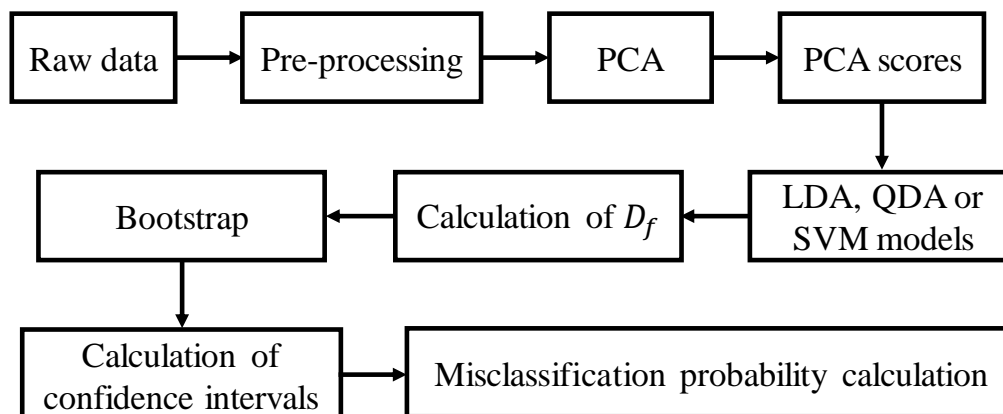 Raw data
Pre-processing
PCA
PCA scores
LDA, QDA or
SVM models
Calculation of D_f
Bootstrap
Calculation of
confidence intervals
Misclassification probability calculation